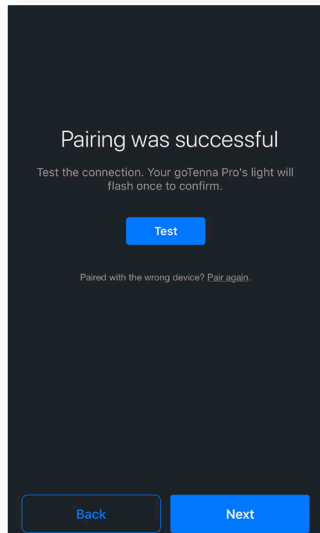 Pairing was successful
Test the connection. Your goTenna Pro's light will
flash once to confirm.
Test
Paired with the wrong device? Pair again.
Back
Next